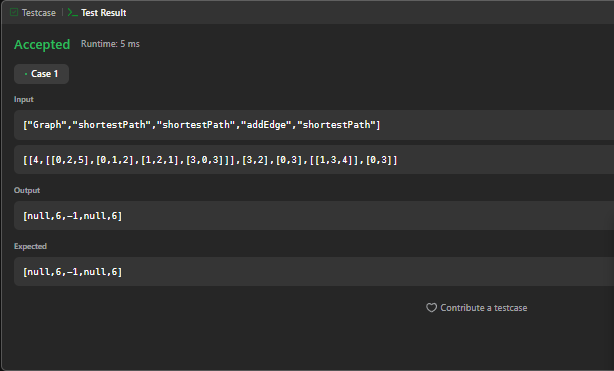 Testcase | >_ Test Result
Accepted Runtime: 5 ms
• Case 1
Input
["Graph","shortestPath","shortestPath","addEdge","shortestPath"]
[[4,[[0,2,5],[0,1,2],[1,2,1],[3,0,3]]],[3,2],[0,3],[[1,3,4]],[0,3]]
Output
[null,6,-1,null,6]
Expected
[null,6,-1,null,6]
Contribute a testcase